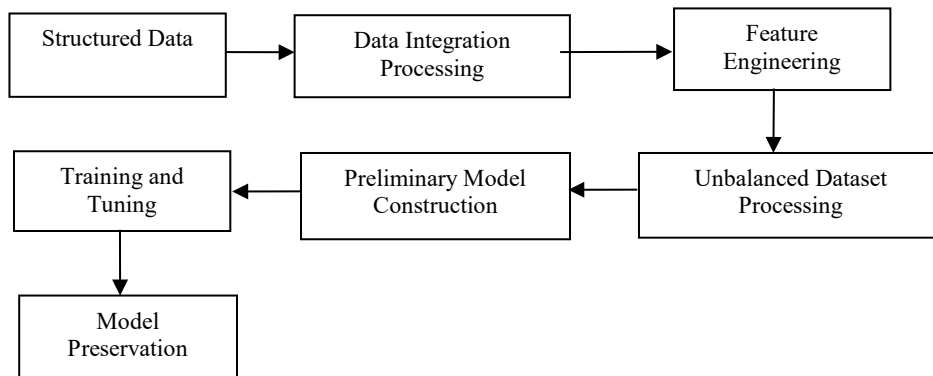 Structured Data
Data Integration
Processing
Feature
Engineering
Unbalanced Dataset
Processing
Preliminary Model
Construction
Training and
Tuning
Model
Preservation